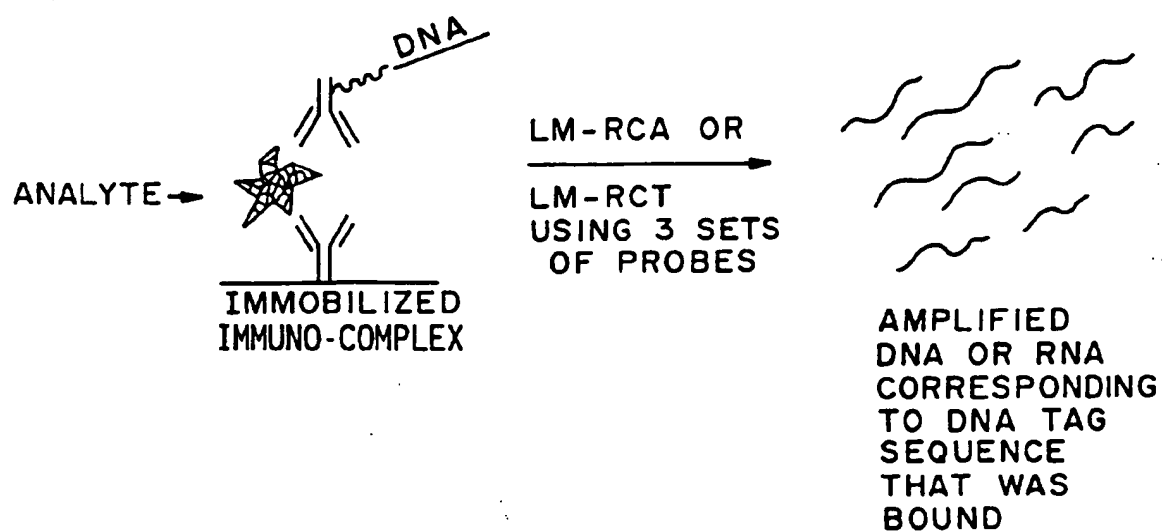 DNA
ANALYTE
IMMOBILIZED
IMMUNO-COMPLEX
LM-RCA OR
LM-RCT
USING 3 SETS
OF PROBES
AMPLIFIED
DNA OR RNA
CORRESPONDING
TO DNA TAG
SEQUENCE
THAT WAS
BOUND